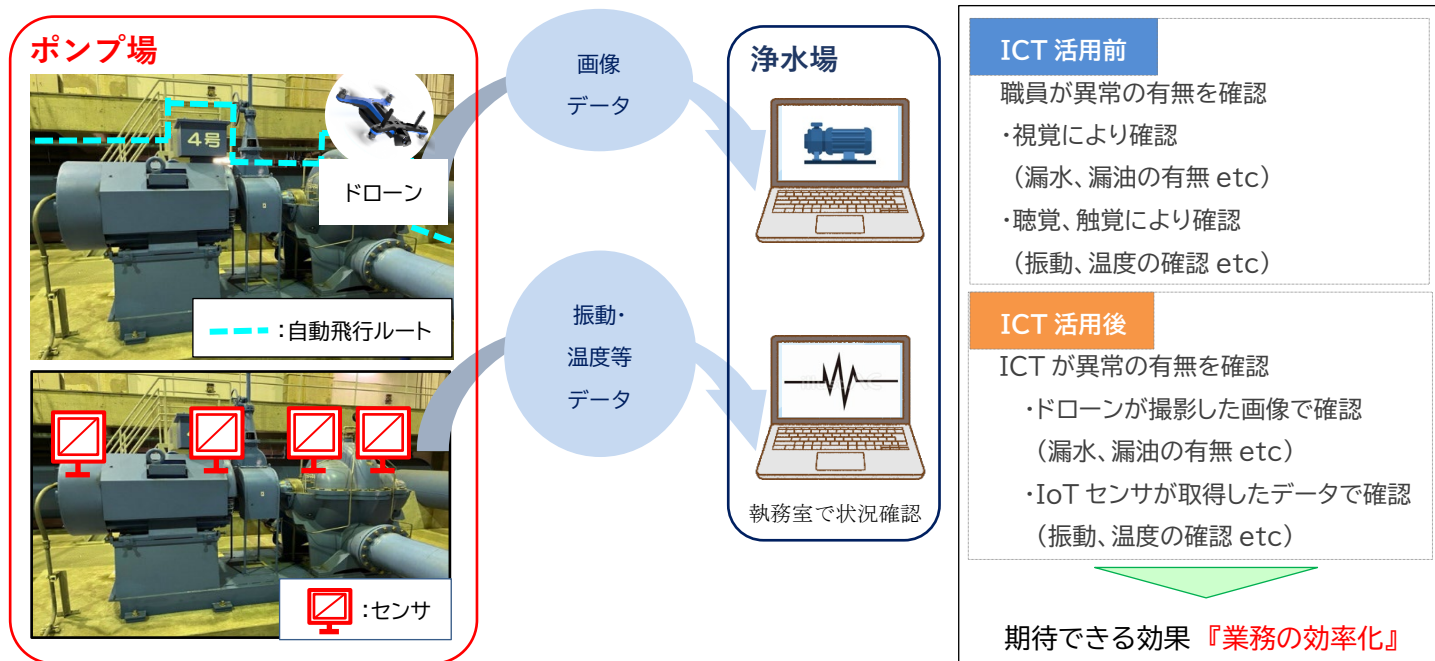 ポンプ場
4号
ドローン
:自動飛行ルート
:センサ
画像
データ
振動・
温度等
データ
浄水場
執務室で状況確認
ICT 活用前
職員が異常の有無を確認
・視覚により確認
（漏水、漏油の有無 etc）
・聴覚、触覚により確認
（振動、温度の確認 etc）
ICT 活用後
ICT が異常の有無を確認
・ドローンが撮影した画像で確認
（漏水、漏油の有無 etc）
・IoT センサが取得したデータで確認
（振動、温度の確認 etc）
期待できる効果 『業務の効率化』